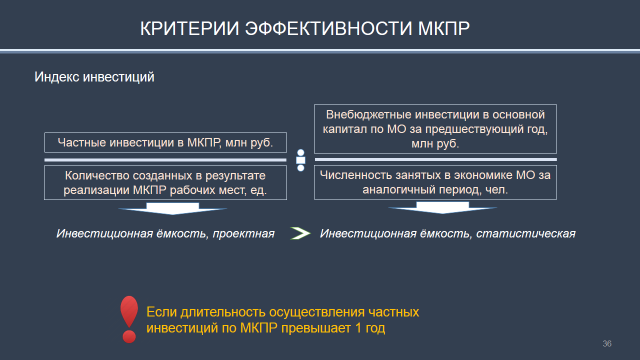 КРИТЕРИИ ЭФФЕКТИВНОСТИ МКПР
Индекс инвестиций
Частные инвестиции в МКПР, млн руб.
Количество созданных в результате
реализации МКПР рабочих мест, ед.
Внебюджетные инвестиции в основной
капитал по МО за предшествующий год,
млн руб.
Численность занятых в экономике МО за
аналогичный период, чел.
Инвестиционная ёмкость, проектная > Инвестиционная ёмкость, статистическая
Если длительность осуществления частных
инвестиций по МКПР превышает 1 год
36